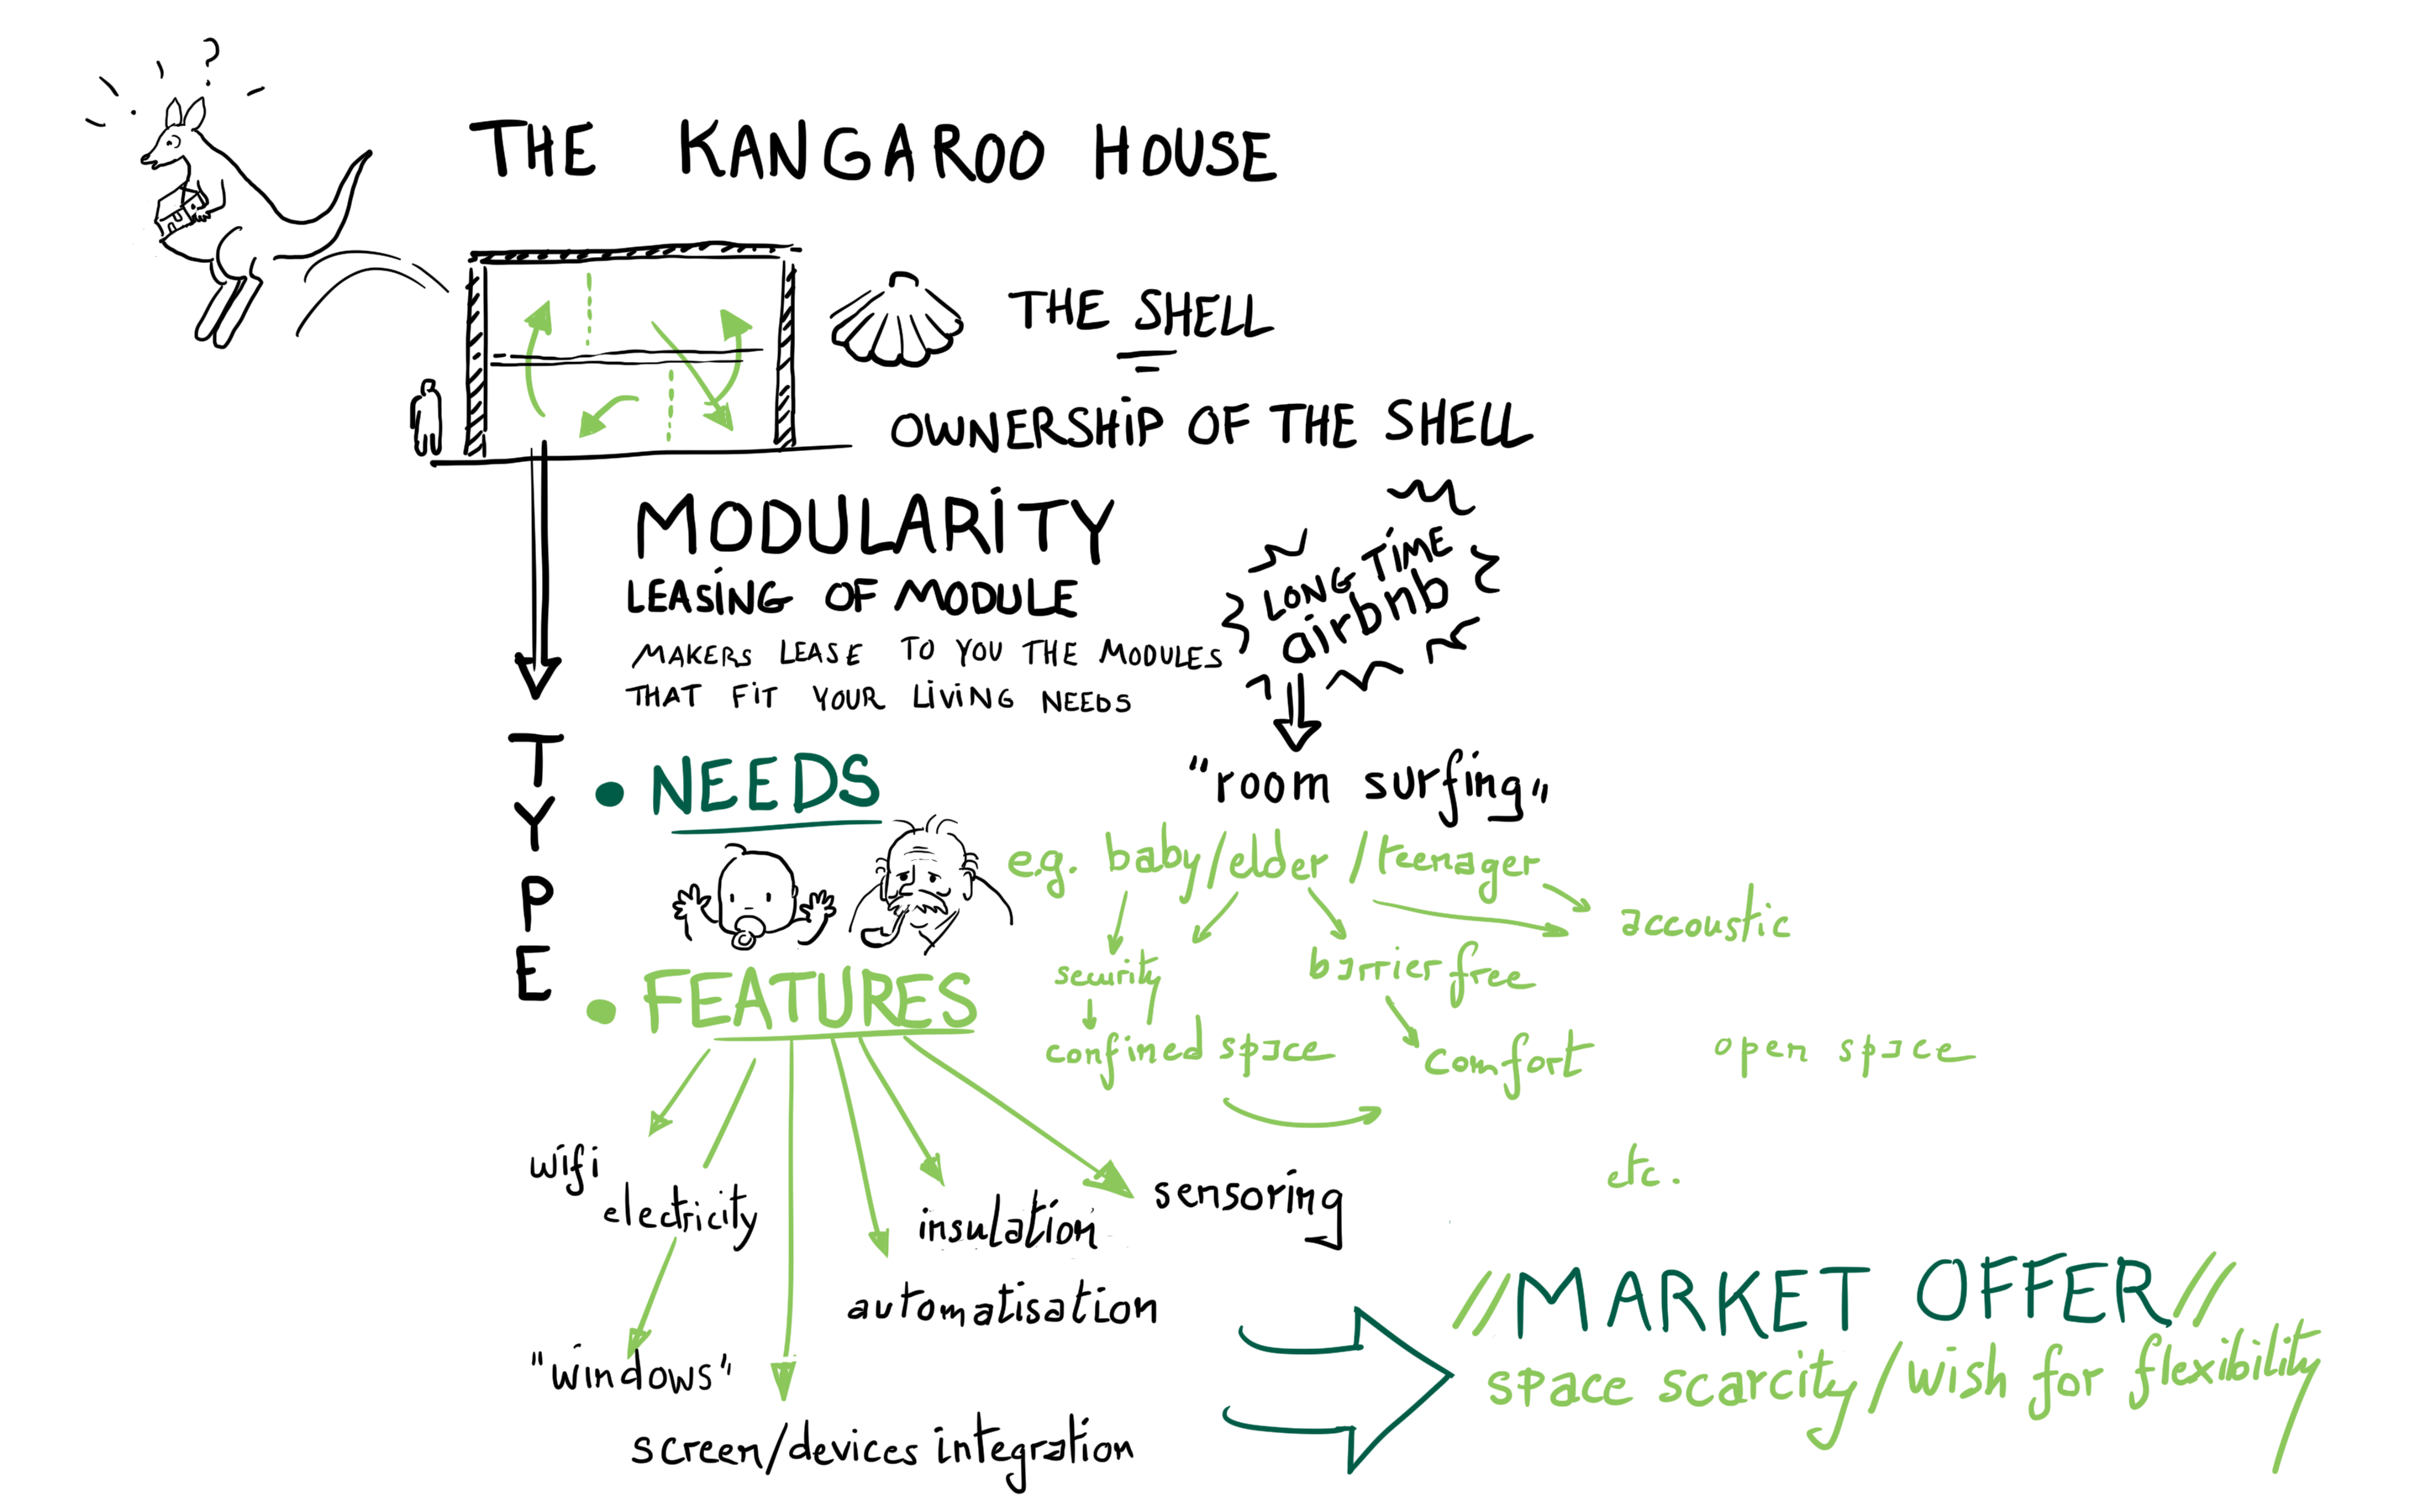 ?
THE KANGAROO HOUSE
THE SHELL
OWNERSHIP OF THE SHELL
MODULARITY
LEASING OF MODULE
MAKERS LEASE TO YOU THE MODULES
THAT FIT YOUR LIVING NEEDS
LONG TIME
airbnb
"room surfing"
TYPE
• NEEDS
e.g. baby/elder/teenager
accoustic
security
barrier free
confined space
comfort
open space
etc.
• FEATURES
wifi
electricity
insulation
sensoring
automatisation
"windows"
screen/devices integration
//MARKET OFFER//
space scarcity/wish for flexibility